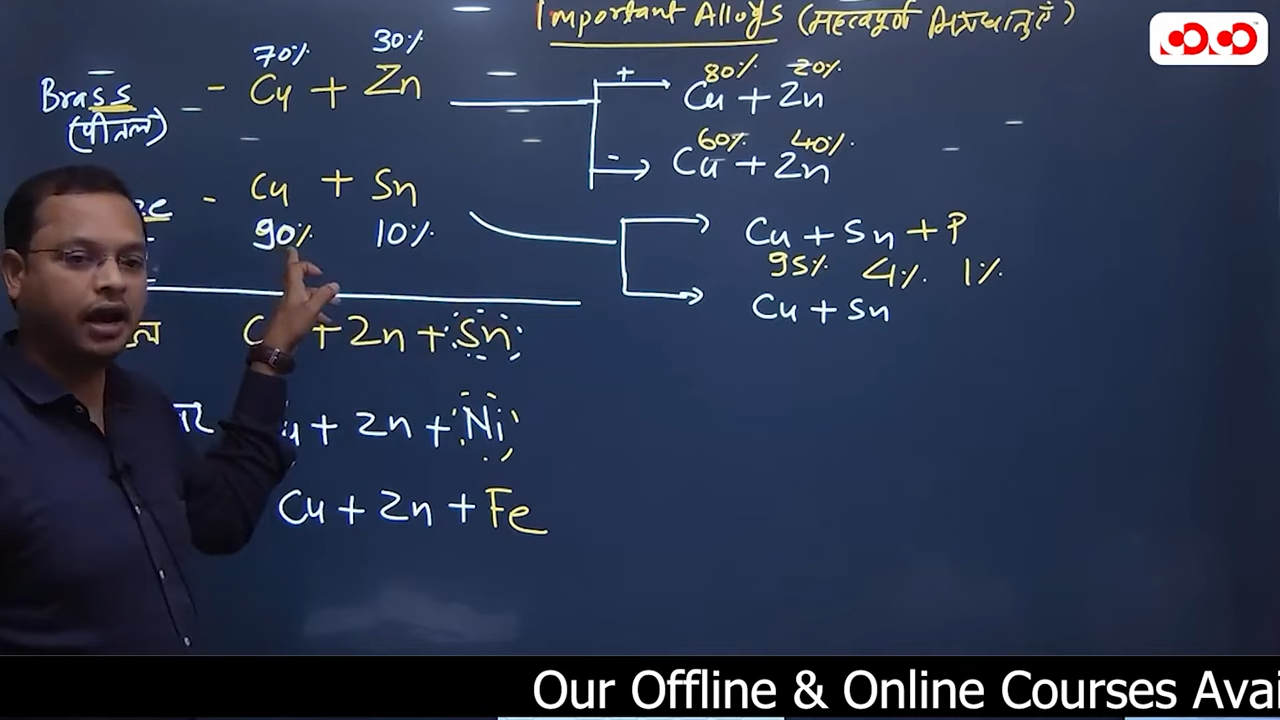 Important Alloys (महत्वपूर्ण मिश्रधातुएं)
70% 30%
Brass - Cu + Zn
(पीतल)
+ 80% 20%
Cu + Zn
- 60% 40%
Cu + Zn
- Cu + Sn
90% 10%
Cu + Sn + P
95% 4% 1%
Cu + Sn
+ Zn + Sn
+ Zn + Ni
Cu + Zn + Fe
Our Offline & Online Courses Avai